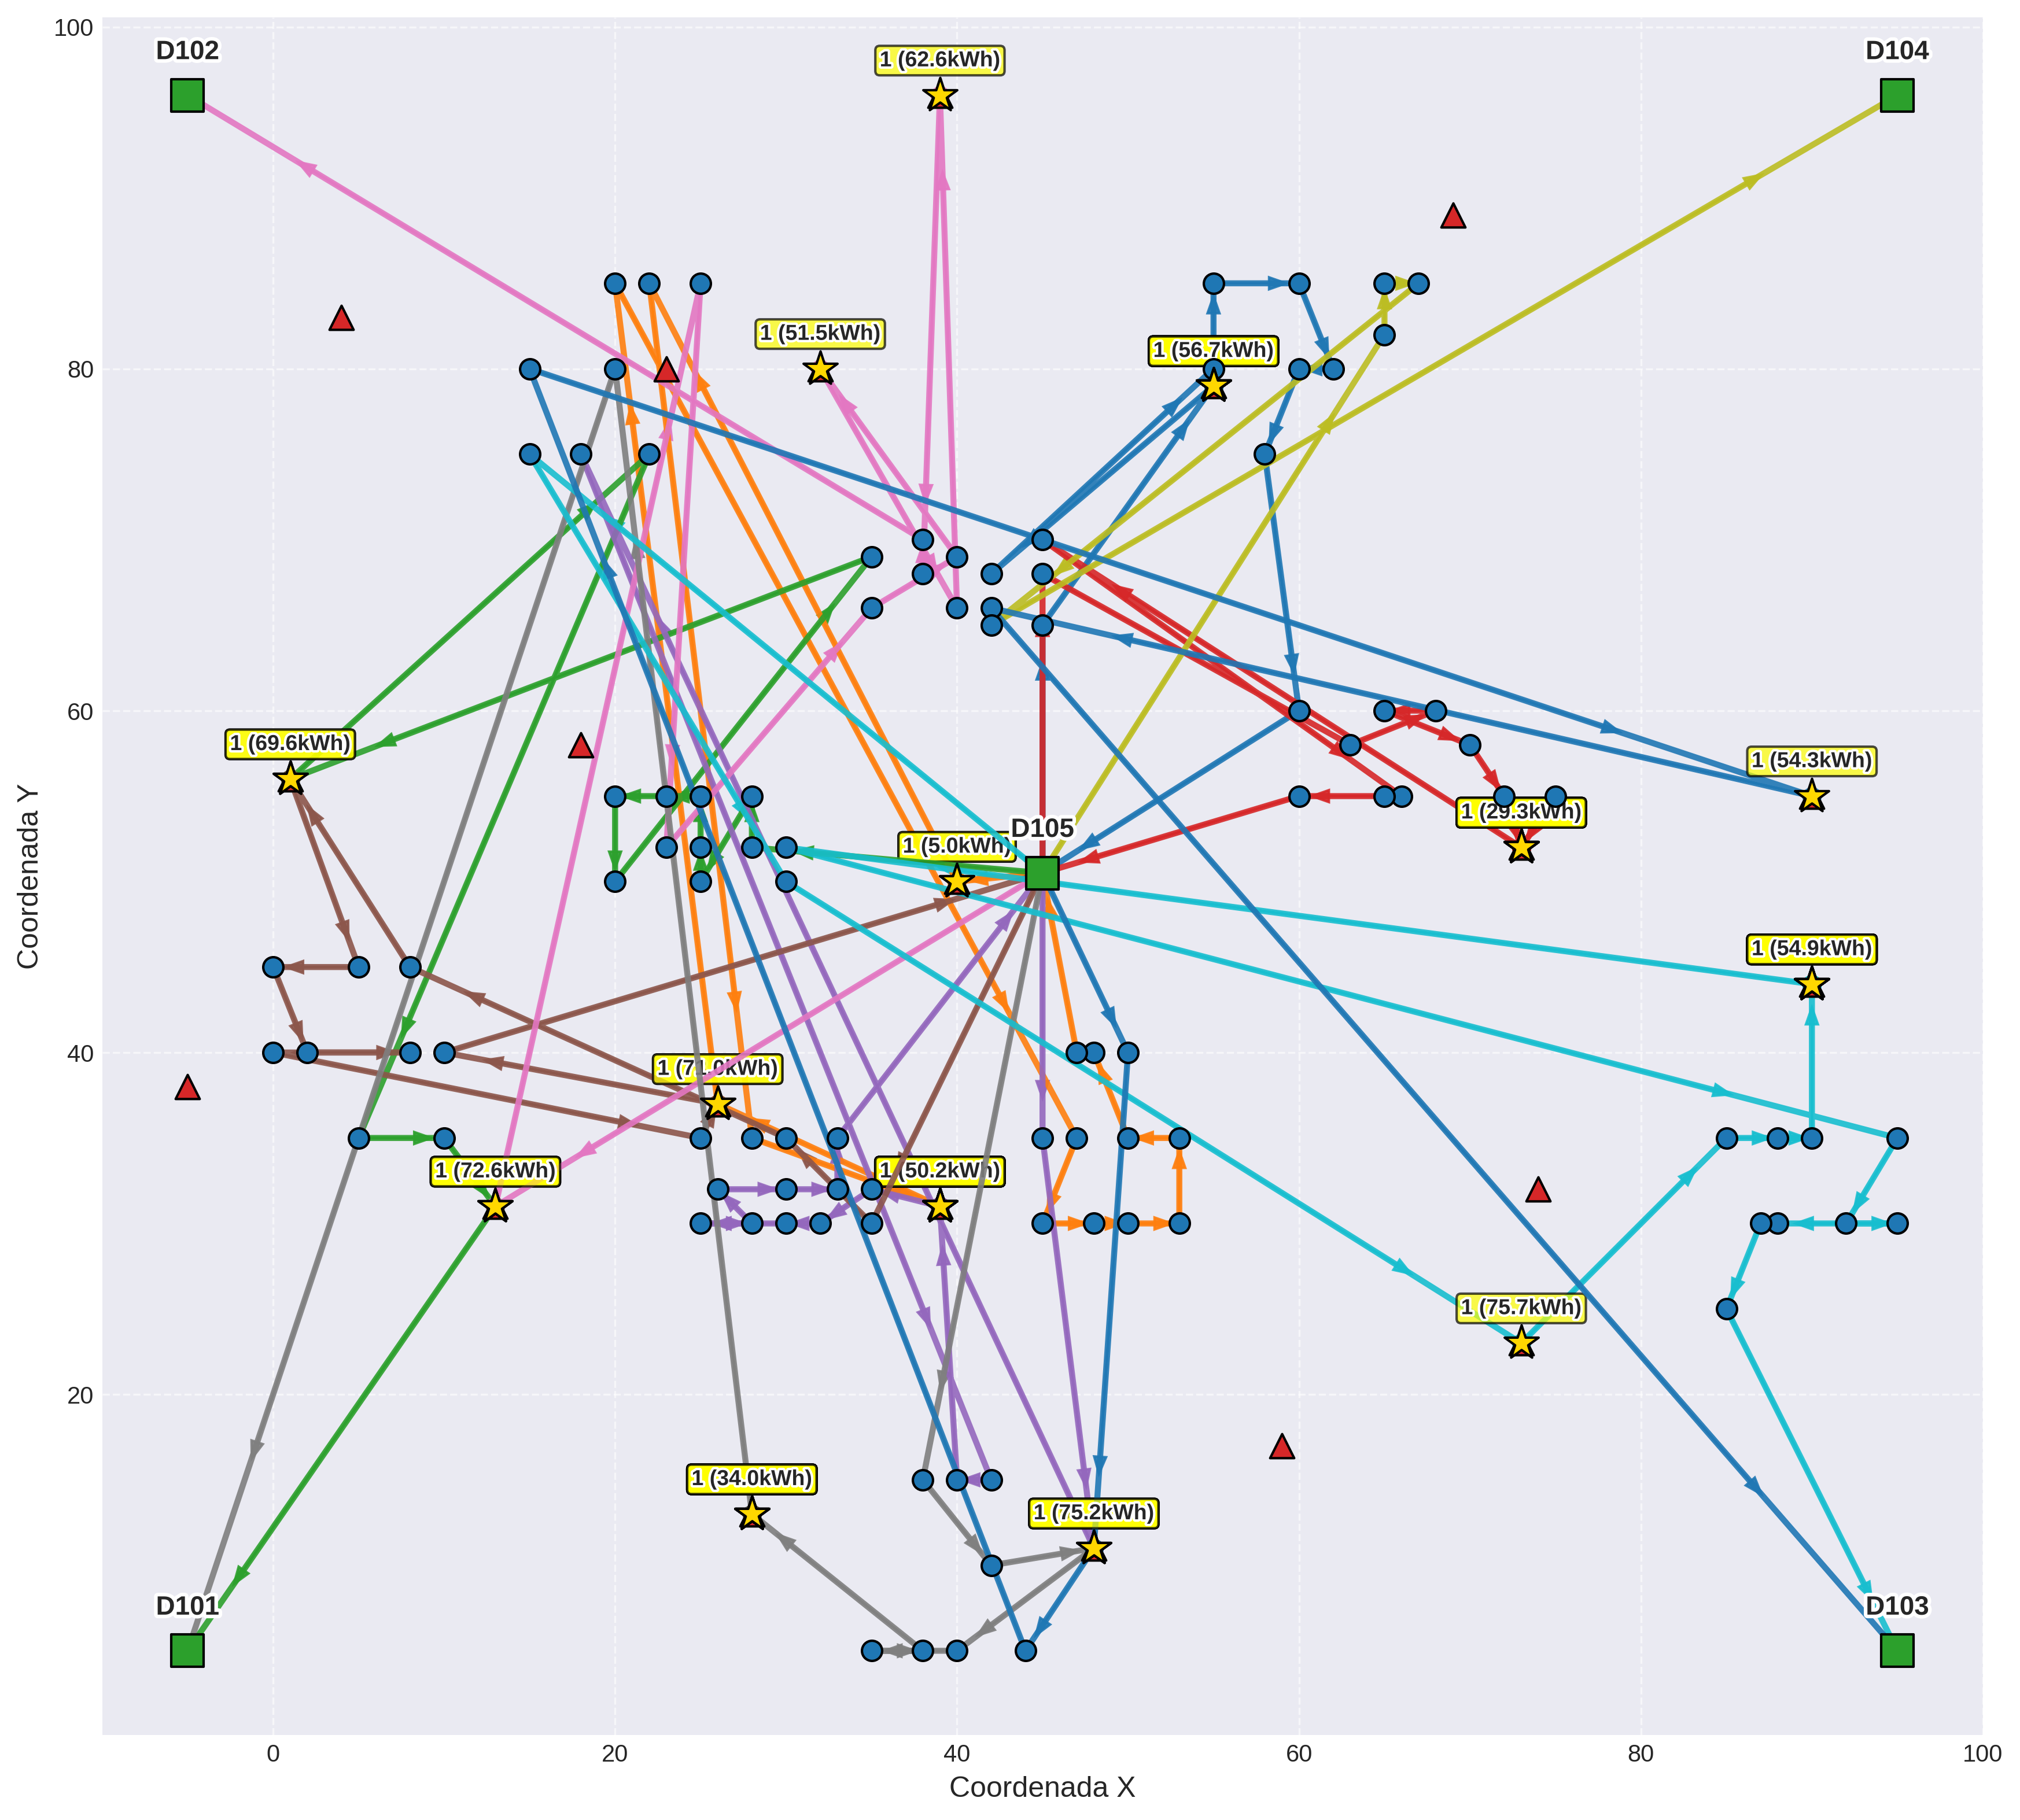 100
D102
D104
1 (62.6kWh)
1 (51.5kWh)
1 (56.7kWh)
80
60
1 (69.6kWh)
1 (54.3kWh)
1 (29.3kWh)
D105
1 (5.0kWh)
1 (54.9kWh)
Coordenada Y
40
1 (71.0kWh)
1 (72.6kWh)
1 (50.2kWh)
1 (75.7kWh)
20
1 (34.0kWh)
1 (75.2kWh)
D101
D103
0
20
40
60
80
100
Coordenada X